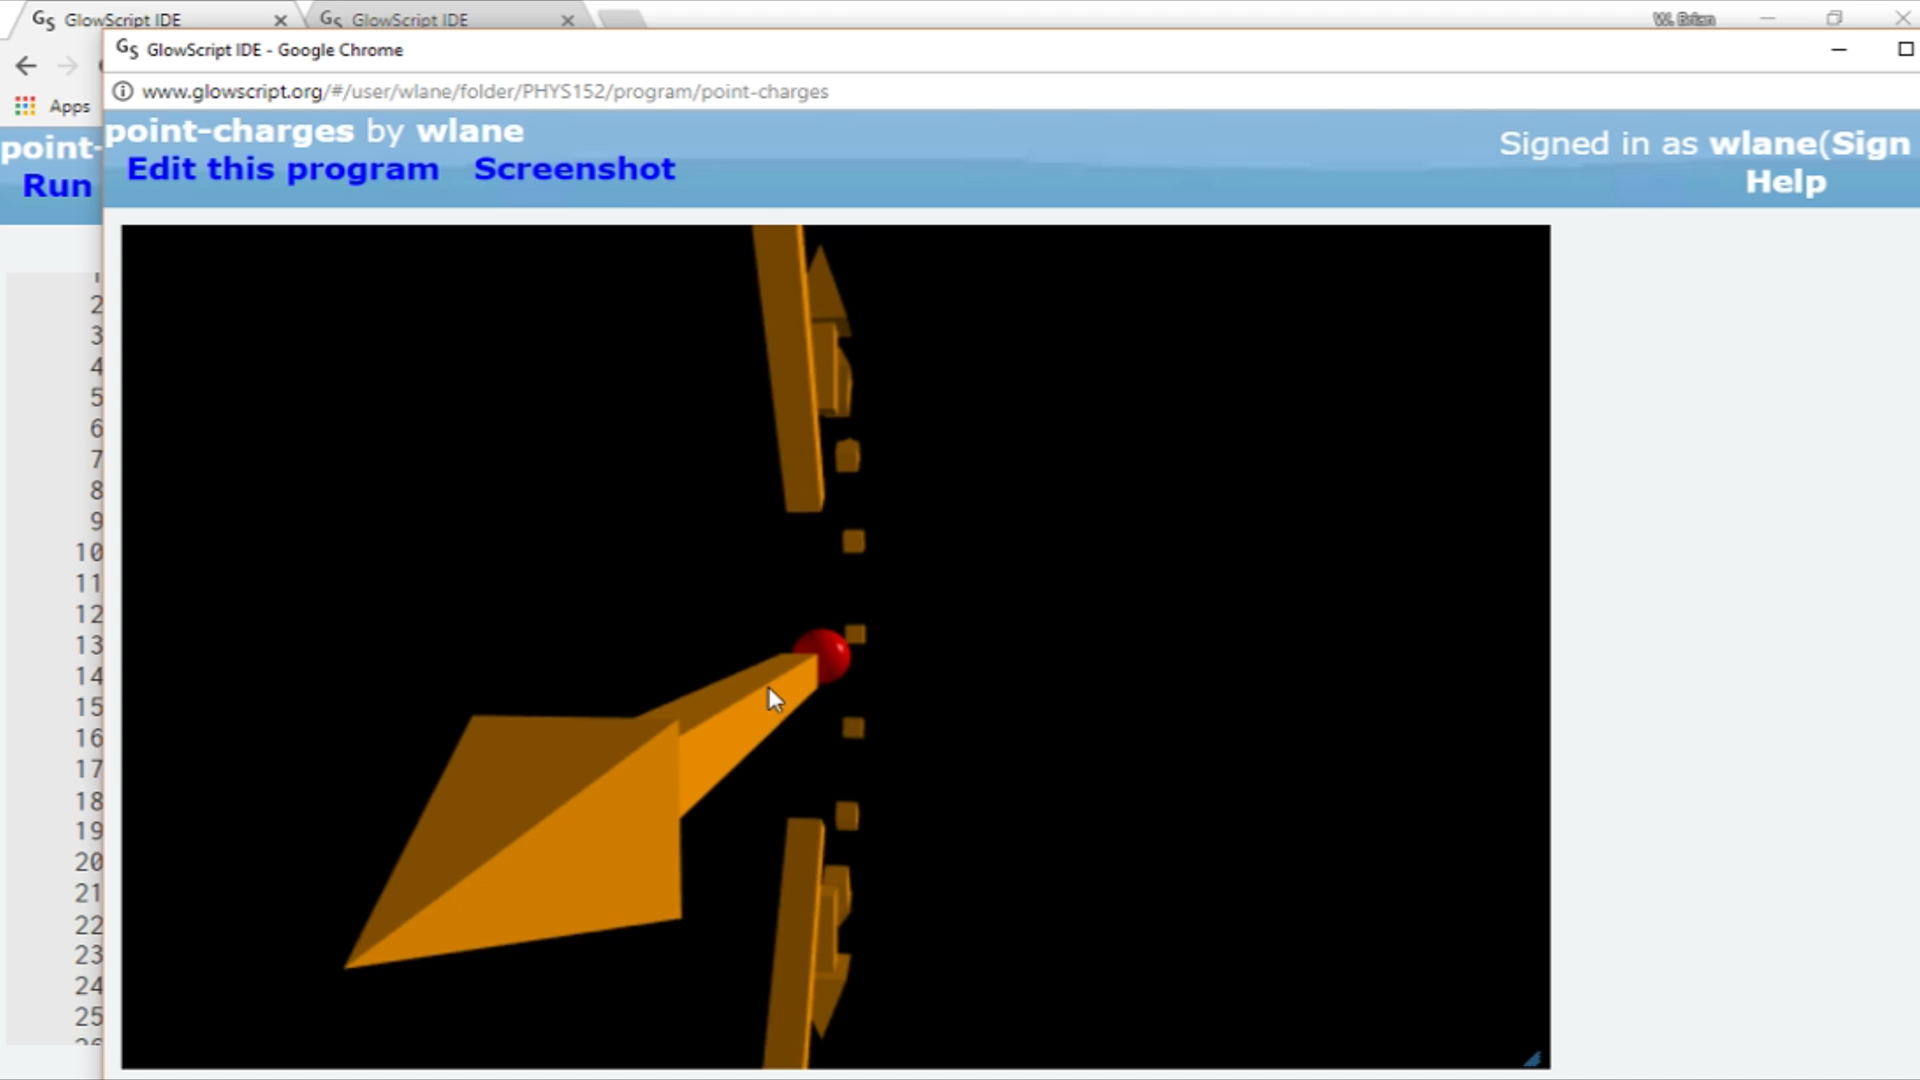 GlowScript IDE
GlowScript IDE
W. Brian
GlowScript IDE - Google Chrome
www.glowscript.org/#/user/wlane/folder/PHYS152/program/point-charges
Apps
point-
Run
point-charges by wlane
Edit this program Screenshot
Signed in as wlane(Sign
Help
2
3
4
5
6
7
8
9
10
11
12
13
14
15
16
17
18
19
20
21
22
23
24
25